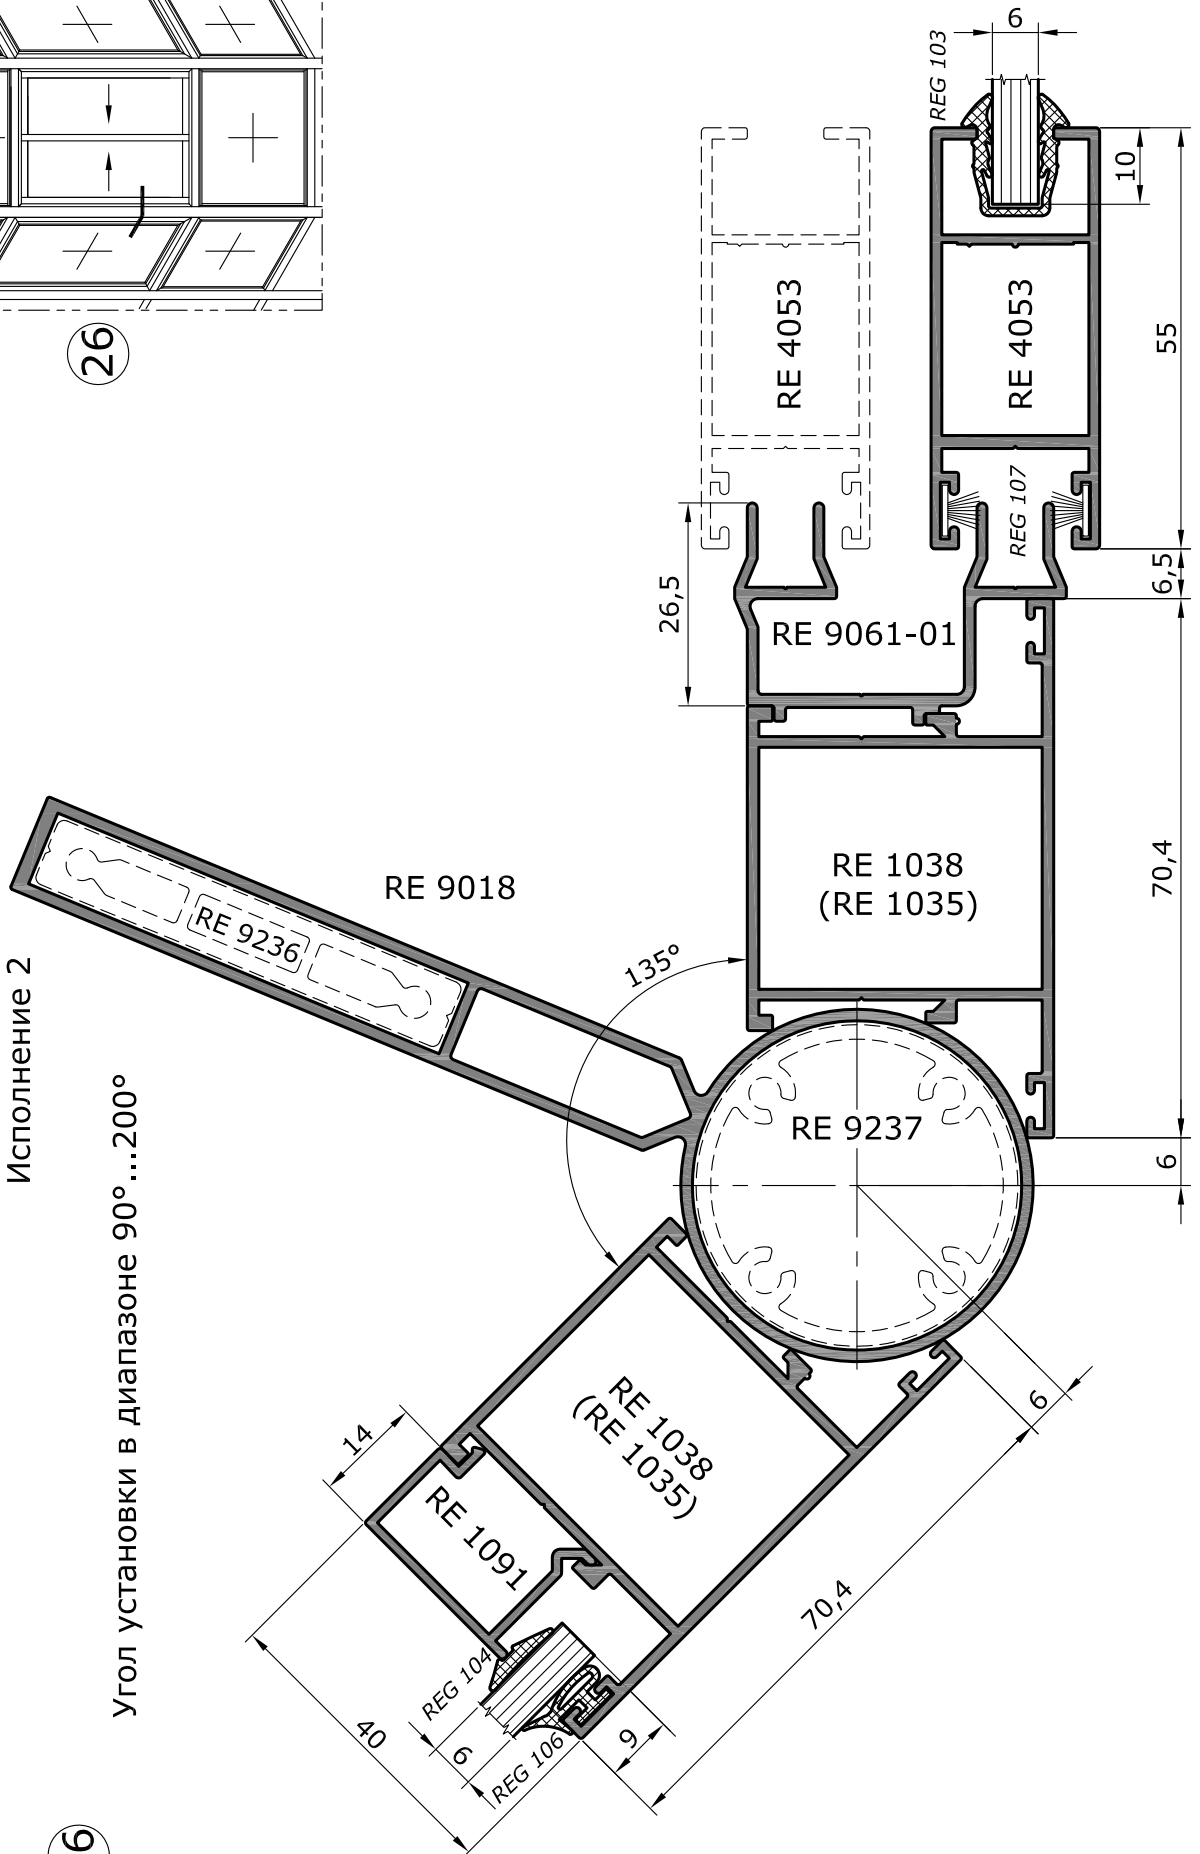 26
Исполнение 2
Угол установки в диапазоне 90°...200°
6
REG 103
6
10
55
RE 4053
RE 4053
REG 107
26,5
6,5
RE 9061-01
RE 9018
RE 9236
RE 1038
(RE 1035)
70,4
135°
RE 9237
6
RE 1038
(RE 1035)
6
14
RE 1091
70,4
REG 104
40
6
REG 106
9